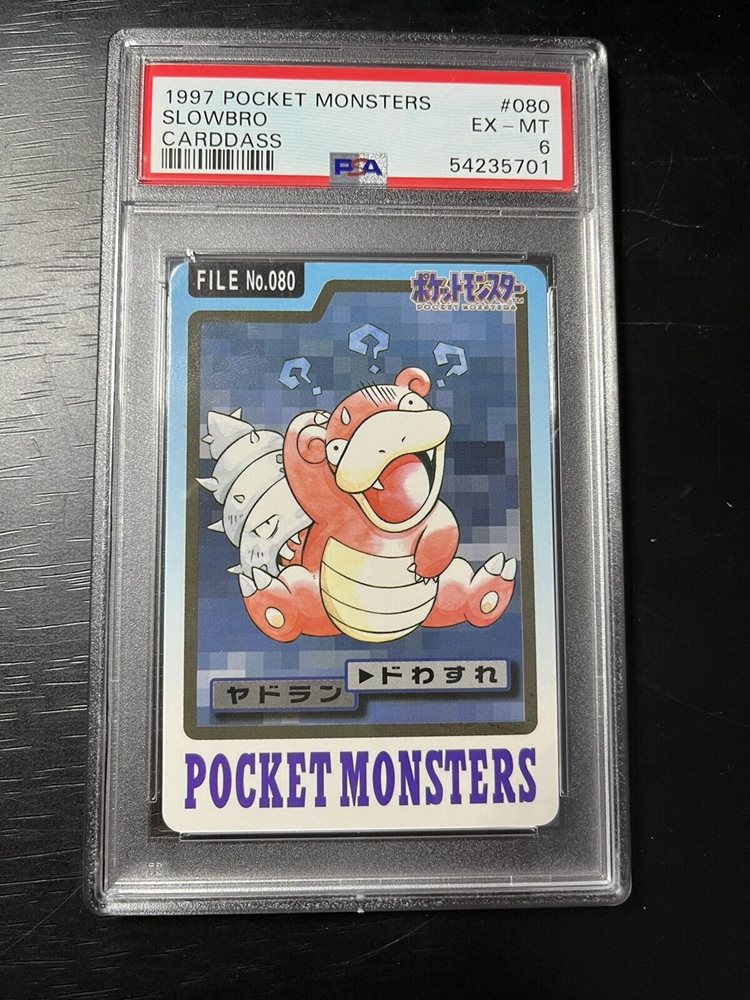 1997 POCKET MONSTERS #080
SLOWBRO EX - MT
CARDDASS 6
PSA 54235701
FILE No.080
ポケットモンスター
POCKET MONSTERS
TM
? ? ?
▶ドわすれ
ヤドラン
POCKET MONSTERS